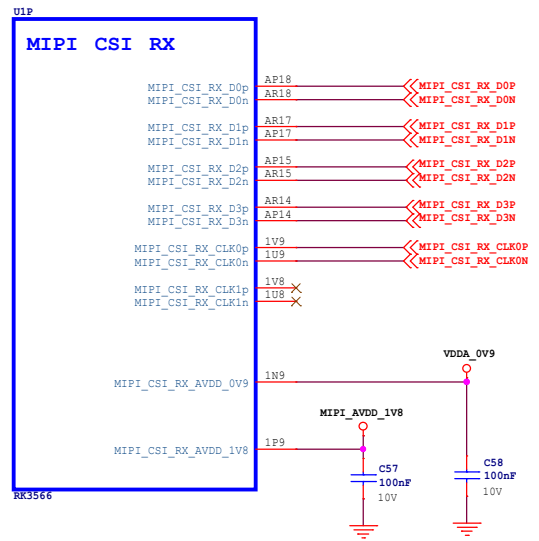 U1P
MIPI CSI RX
MIPI_CSI_RX_D0p AP18 MIPI_CSI_RX_D0P
MIPI_CSI_RX_D0n AR18 MIPI_CSI_RX_D0N
MIPI_CSI_RX_D1p AR17 MIPI_CSI_RX_D1P
MIPI_CSI_RX_D1n AP17 MIPI_CSI_RX_D1N
MIPI_CSI_RX_D2p AP15 MIPI_CSI_RX_D2P
MIPI_CSI_RX_D2n AR15 MIPI_CSI_RX_D2N
MIPI_CSI_RX_D3p AR14 MIPI_CSI_RX_D3P
MIPI_CSI_RX_D3n AP14 MIPI_CSI_RX_D3N
MIPI_CSI_RX_CLK0p 1V9 MIPI_CSI_RX_CLK0P
MIPI_CSI_RX_CLK0n 1U9 MIPI_CSI_RX_CLK0N
MIPI_CSI_RX_CLK1p 1V8
MIPI_CSI_RX_CLK1n 1U8
VDDA_0V9
MIPI_CSI_RX_AVDD_0V9 1N9
MIPI_AVDD_1V8
MIPI_CSI_RX_AVDD_1V8 1P9
C57
100nF
10V
C58
100nF
10V
RK3566